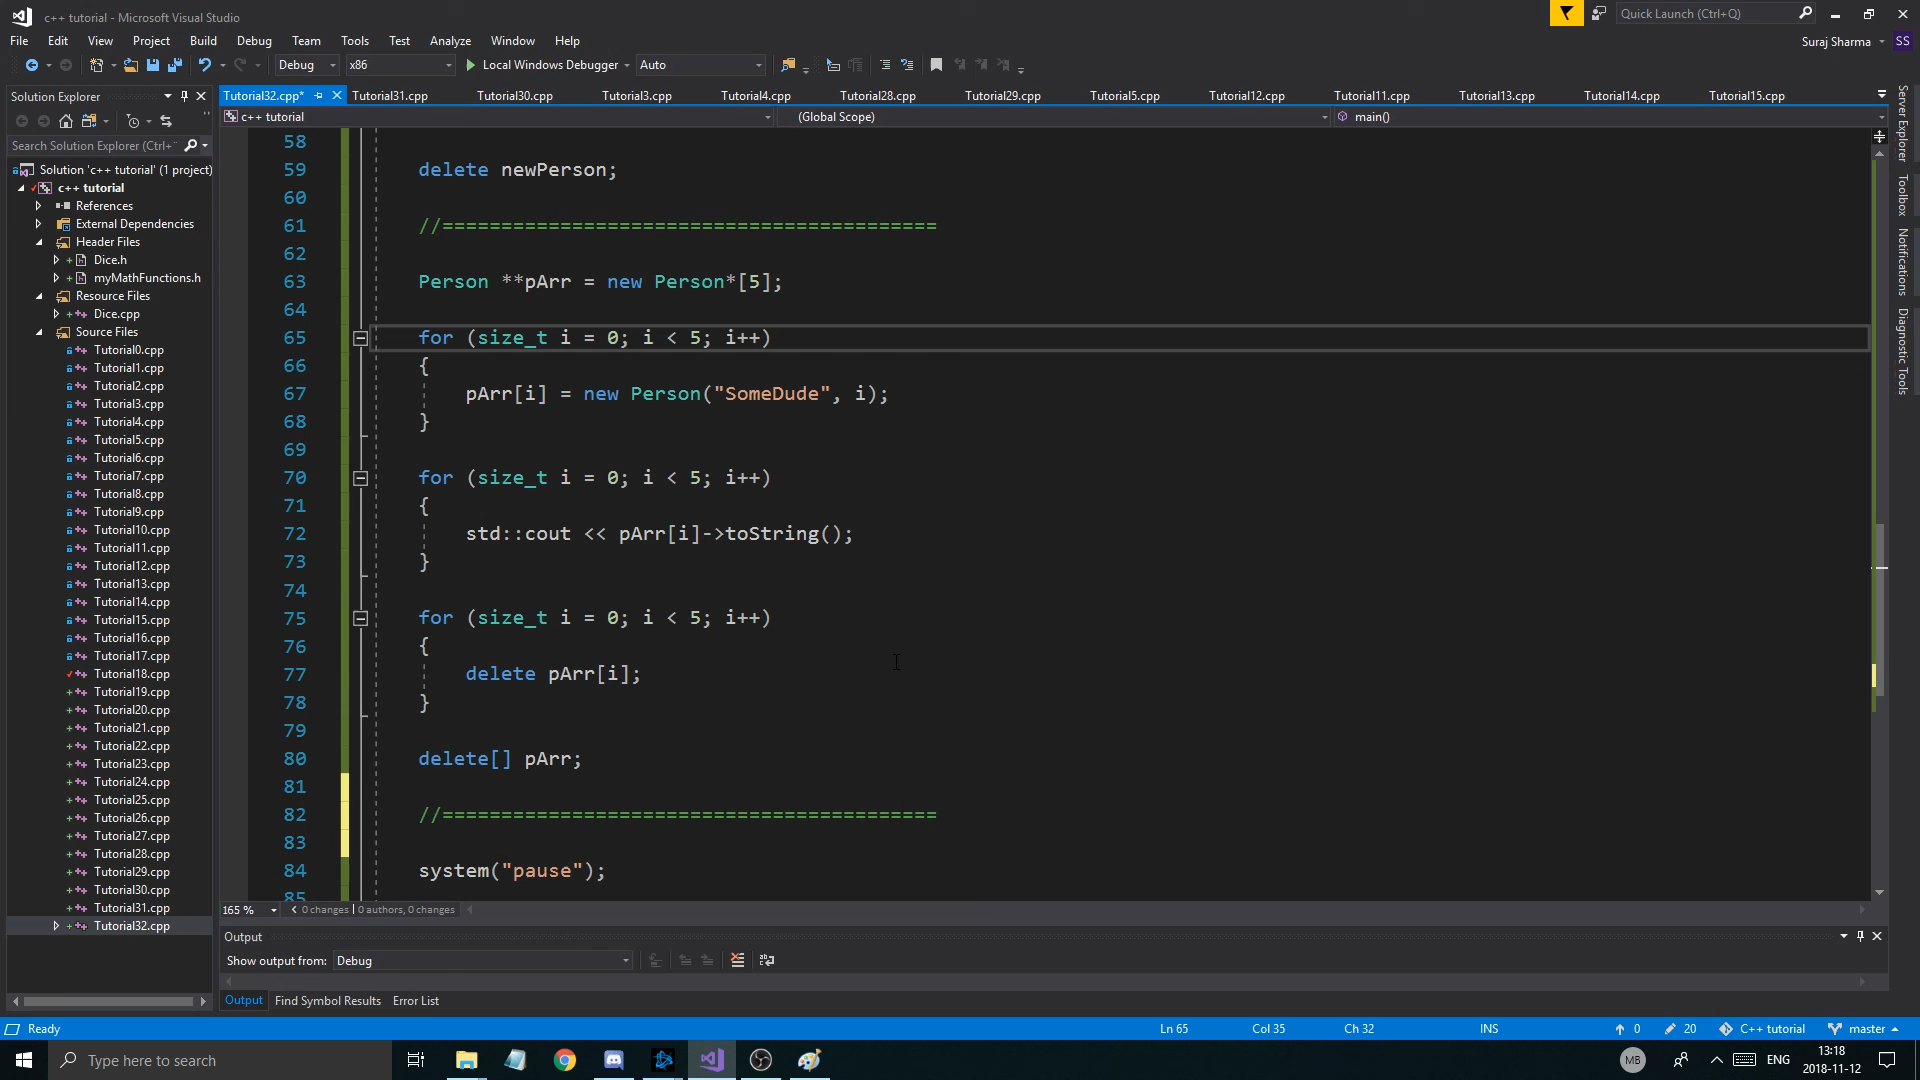 c++ tutorial - Microsoft Visual Studio
Quick Launch (Ctrl+Q)
File Edit View Project Build Debug Team Tools Test Analyze Window Help
Suraj Sharma SS
Debug x86 Local Windows Debugger Auto
Solution Explorer
Tutorial32.cpp* Tutorial31.cpp Tutorial30.cpp Tutorial3.cpp Tutorial4.cpp Tutorial28.cpp Tutorial29.cpp Tutorial5.cpp Tutorial12.cpp Tutorial11.cpp Tutorial13.cpp Tutorial14.cpp Tutorial15.cpp
c++ tutorial (Global Scope) main()
Search Solution Explorer (Ctrl+
Solution 'c++ tutorial' (1 project)
c++ tutorial
References
External Dependencies
Header Files
Dice.h
myMathFunctions.h
Resource Files
Dice.cpp
Source Files
Tutorial0.cpp
Tutorial1.cpp
Tutorial2.cpp
Tutorial3.cpp
Tutorial4.cpp
Tutorial5.cpp
Tutorial6.cpp
Tutorial7.cpp
Tutorial8.cpp
Tutorial9.cpp
Tutorial10.cpp
Tutorial11.cpp
Tutorial12.cpp
Tutorial13.cpp
Tutorial14.cpp
Tutorial15.cpp
Tutorial16.cpp
Tutorial17.cpp
Tutorial18.cpp
Tutorial19.cpp
Tutorial20.cpp
Tutorial21.cpp
Tutorial22.cpp
Tutorial23.cpp
Tutorial24.cpp
Tutorial25.cpp
Tutorial26.cpp
Tutorial27.cpp
Tutorial28.cpp
Tutorial29.cpp
Tutorial30.cpp
Tutorial31.cpp
Tutorial32.cpp
58
59 delete newPerson;
60
61 //==========================================
62
63 Person **pArr = new Person*[5];
64
65 for (size_t i = 0; i < 5; i++)
66 {
67 pArr[i] = new Person("SomeDude", i);
68 }
69
70 for (size_t i = 0; i < 5; i++)
71 {
72 std::cout << pArr[i]->toString();
73 }
74
75 for (size_t i = 0; i < 5; i++)
76 {
77 delete pArr[i];
78 }
79
80 delete[] pArr;
81
82 //==========================================
83
84 system("pause");
85
Server Explorer
Toolbox
Notifications
Diagnostic Tools
165 % 0 changes | 0 authors, 0 changes
Output
Show output from: Debug
Output Find Symbol Results Error List
Ready Ln 65 Col 35 Ch 32 INS 0 20 C++ tutorial master
Type here to search
MB ENG 13:18
2018-11-12